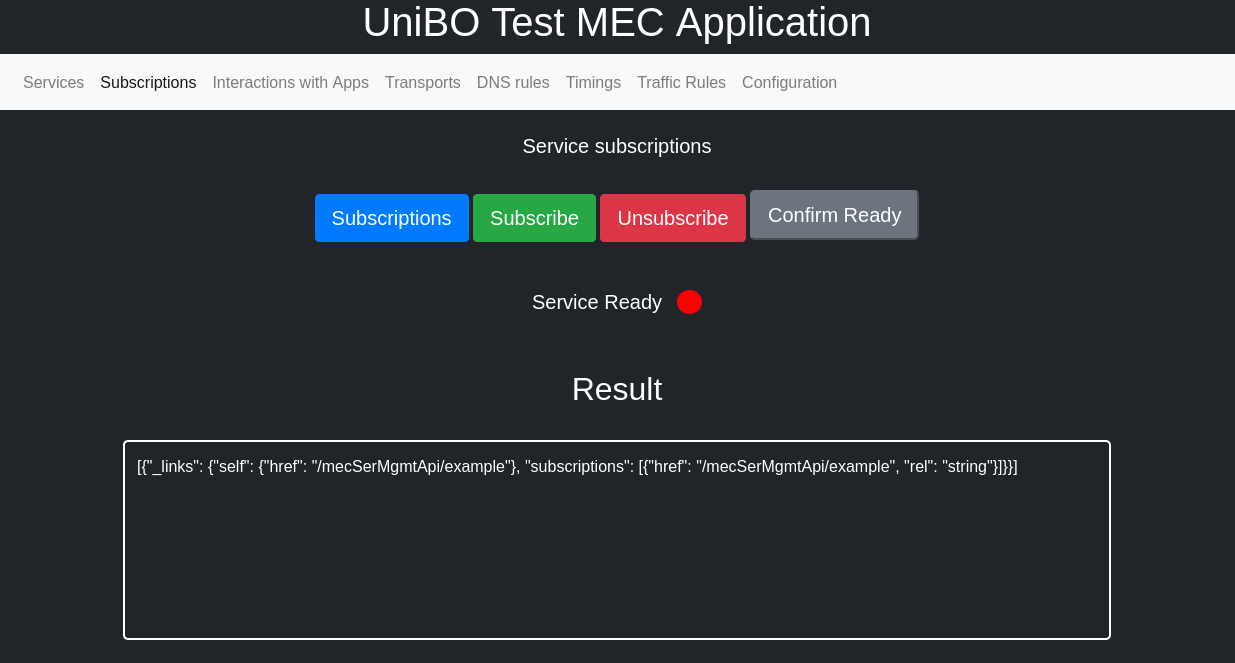 UniBO Test MEC Application
Services Subscriptions Interactions with Apps Transports DNS rules Timings Traffic Rules Configuration
Service subscriptions
Subscriptions Subscribe Unsubscribe Confirm Ready
Service Ready
Result
[{"_links": {"self": {"href": "/mecSerMgmtApi/example"}, "subscriptions": [{"href": "/mecSerMgmtApi/example", "rel": "string"}]}}]